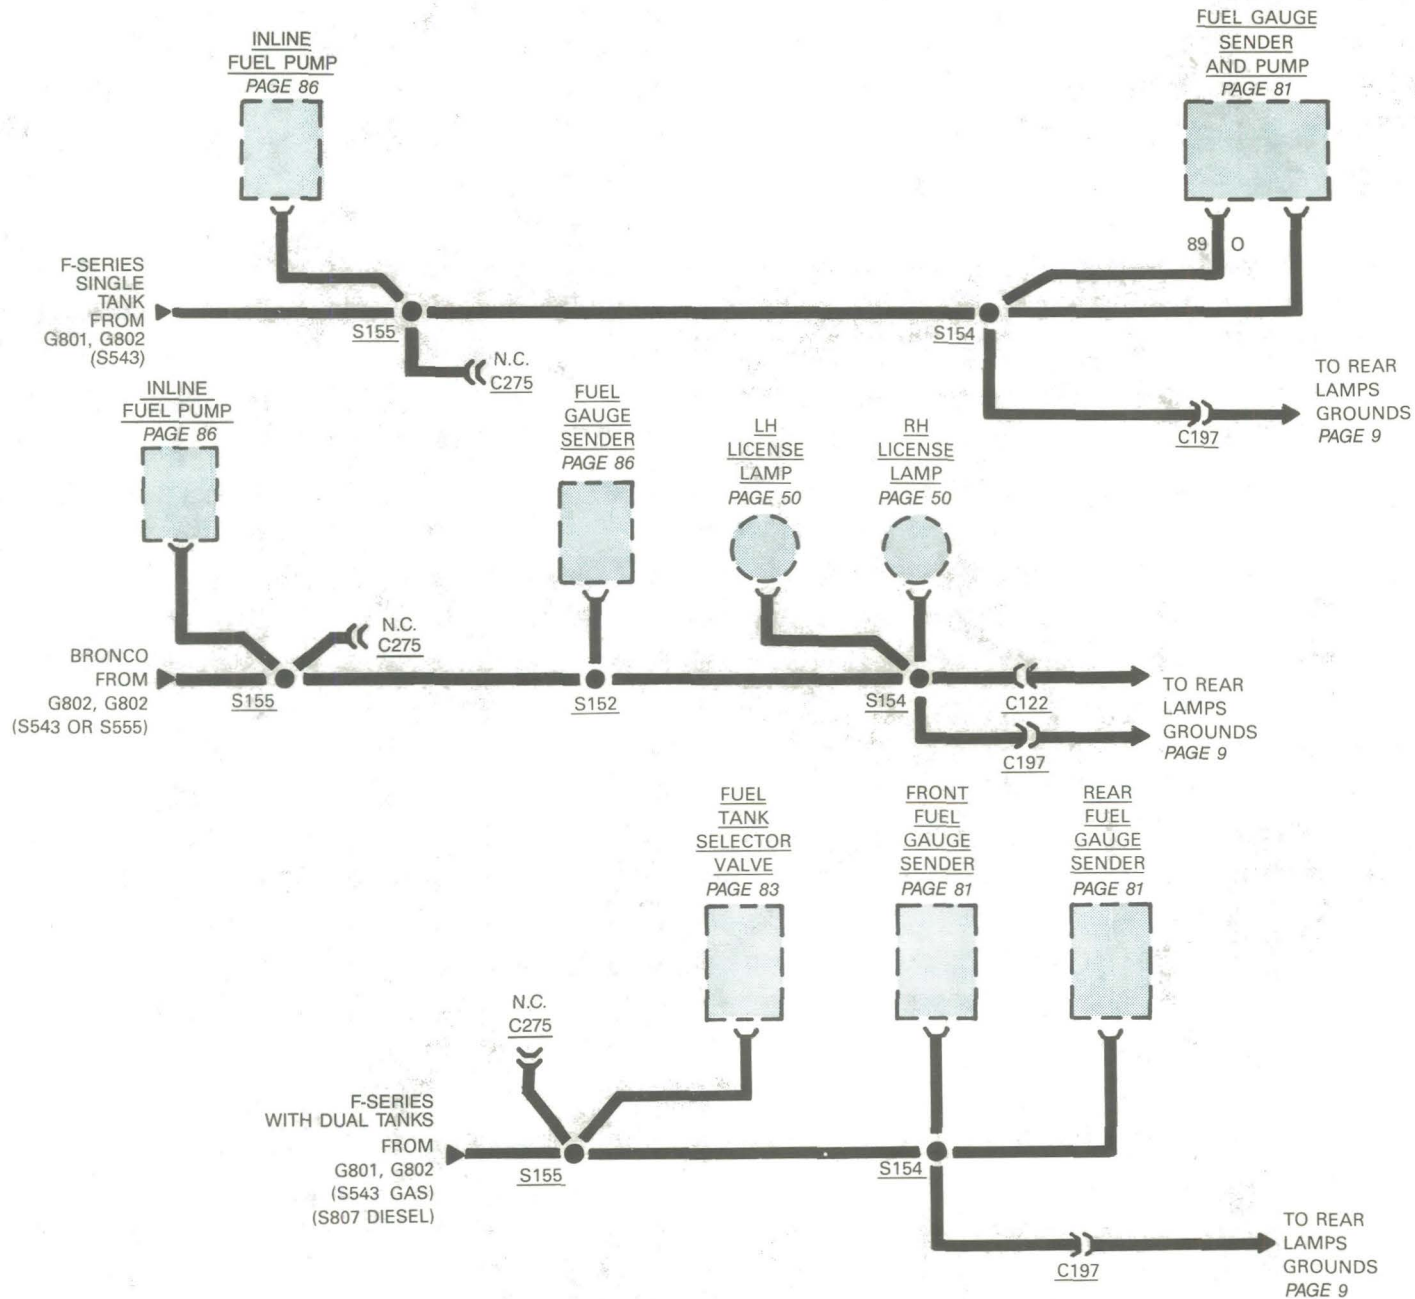 INLINE
FUEL PUMP
PAGE 86
FUEL GAUGE
SENDER
AND PUMP
PAGE 81
89 O
F-SERIES
SINGLE
TANK
FROM
G801, G802
(S543)
S155
N.C.
C275
S154
C197
TO REAR
LAMPS
GROUNDS
PAGE 9
INLINE
FUEL PUMP
PAGE 86
FUEL
GAUGE
SENDER
PAGE 86
LH
LICENSE
LAMP
PAGE 50
RH
LICENSE
LAMP
PAGE 50
N.C.
C275
BRONCO
FROM
G802, G802
(S543 OR S555)
S155
S152
S154
C122
C197
TO REAR
LAMPS
GROUNDS
PAGE 9
FUEL
TANK
SELECTOR
VALVE
PAGE 83
FRONT
FUEL
GAUGE
SENDER
PAGE 81
REAR
FUEL
GAUGE
SENDER
PAGE 81
N.C.
C275
F-SERIES
WITH DUAL TANKS
FROM
G801, G802
(S543 GAS)
(S807 DIESEL)
S155
S154
C197
TO REAR
LAMPS
GROUNDS
PAGE 9